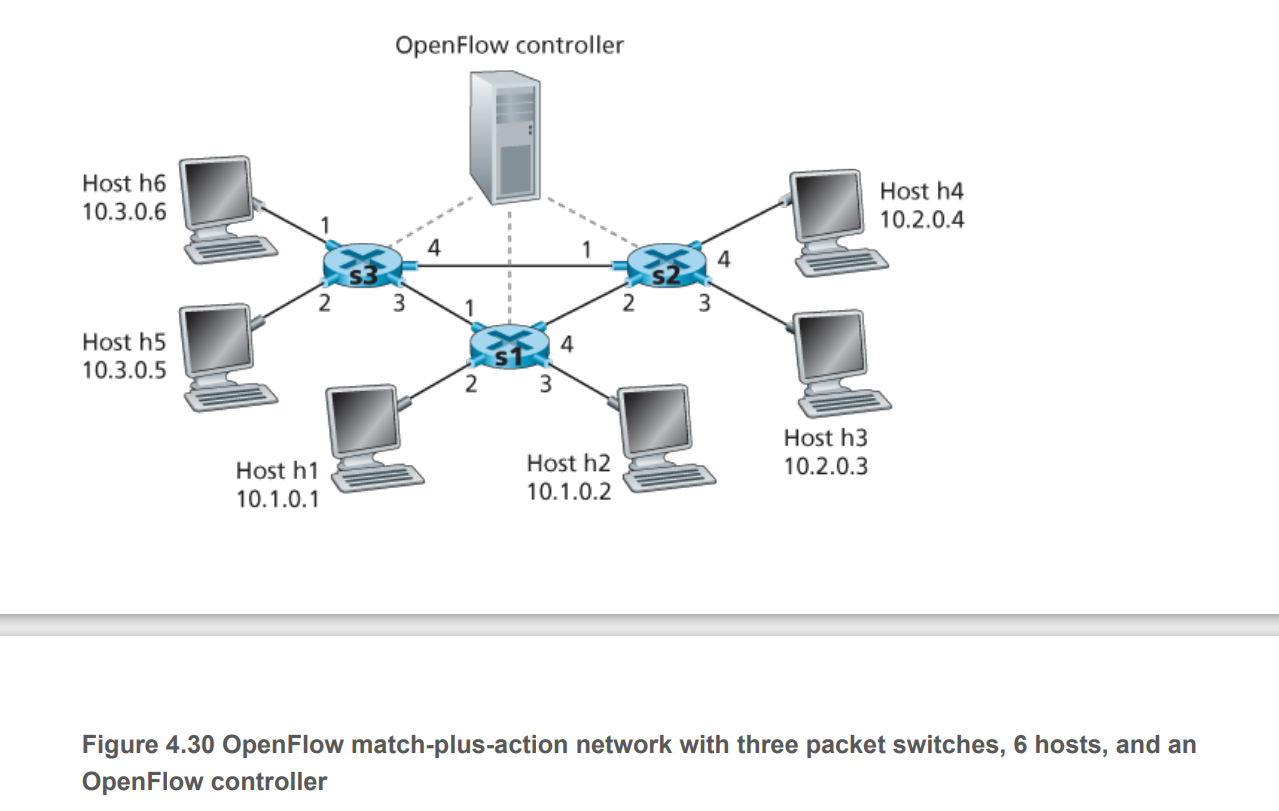 OpenFlow controller
Host h6
10.3.0.6
Host h4
10.2.0.4
1
4
1
s3
s2
4
2
3
1
2
3
Host h5
10.3.0.5
s1
4
2
3
Host h3
10.2.0.3
Host h1
10.1.0.1
Host h2
10.1.0.2
Figure 4.30 OpenFlow match-plus-action network with three packet switches, 6 hosts, and an
OpenFlow controller